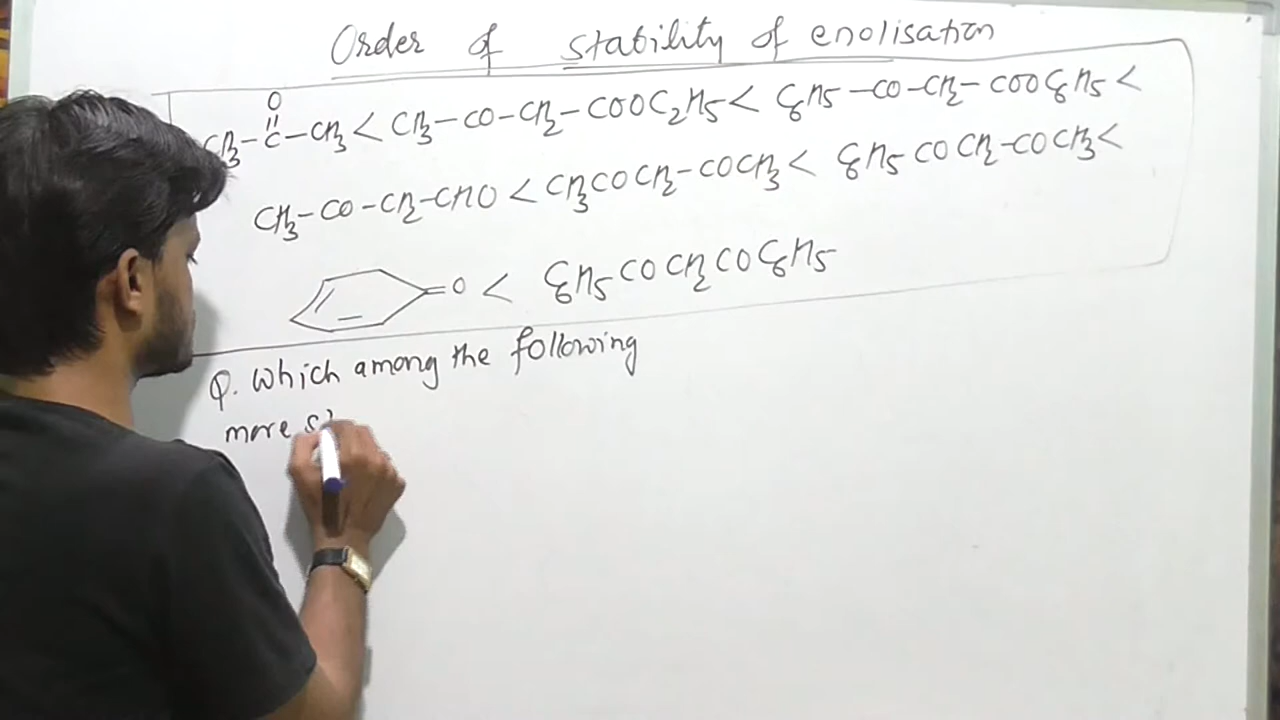 Order of stability of enolisation
O
CH3-C-CH3 < CH3-CO-CH2-COOC2H5 < C6H5-CO-CH2-COOC6H5 <
CH3-CO-CH2-CHO < CH3COCH2-COCH3 < C6H5COCH2-COCH3 <
=O < C6H5COCH2COC6H5
Q. Which among the following
more